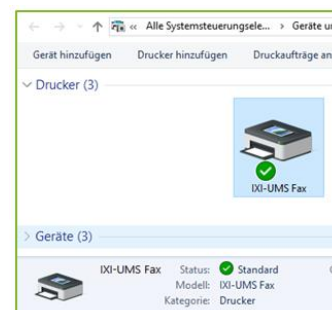 « Alle Systemsteuerungsele... › Geräte u
Gerät hinzufügen Drucker hinzufügen Druckaufträge an
Drucker (3)
IXI-UMS Fax
Geräte (3)
IXI-UMS Fax Status: Standard
Modell: IXI-UMS Fax
Kategorie: Drucker